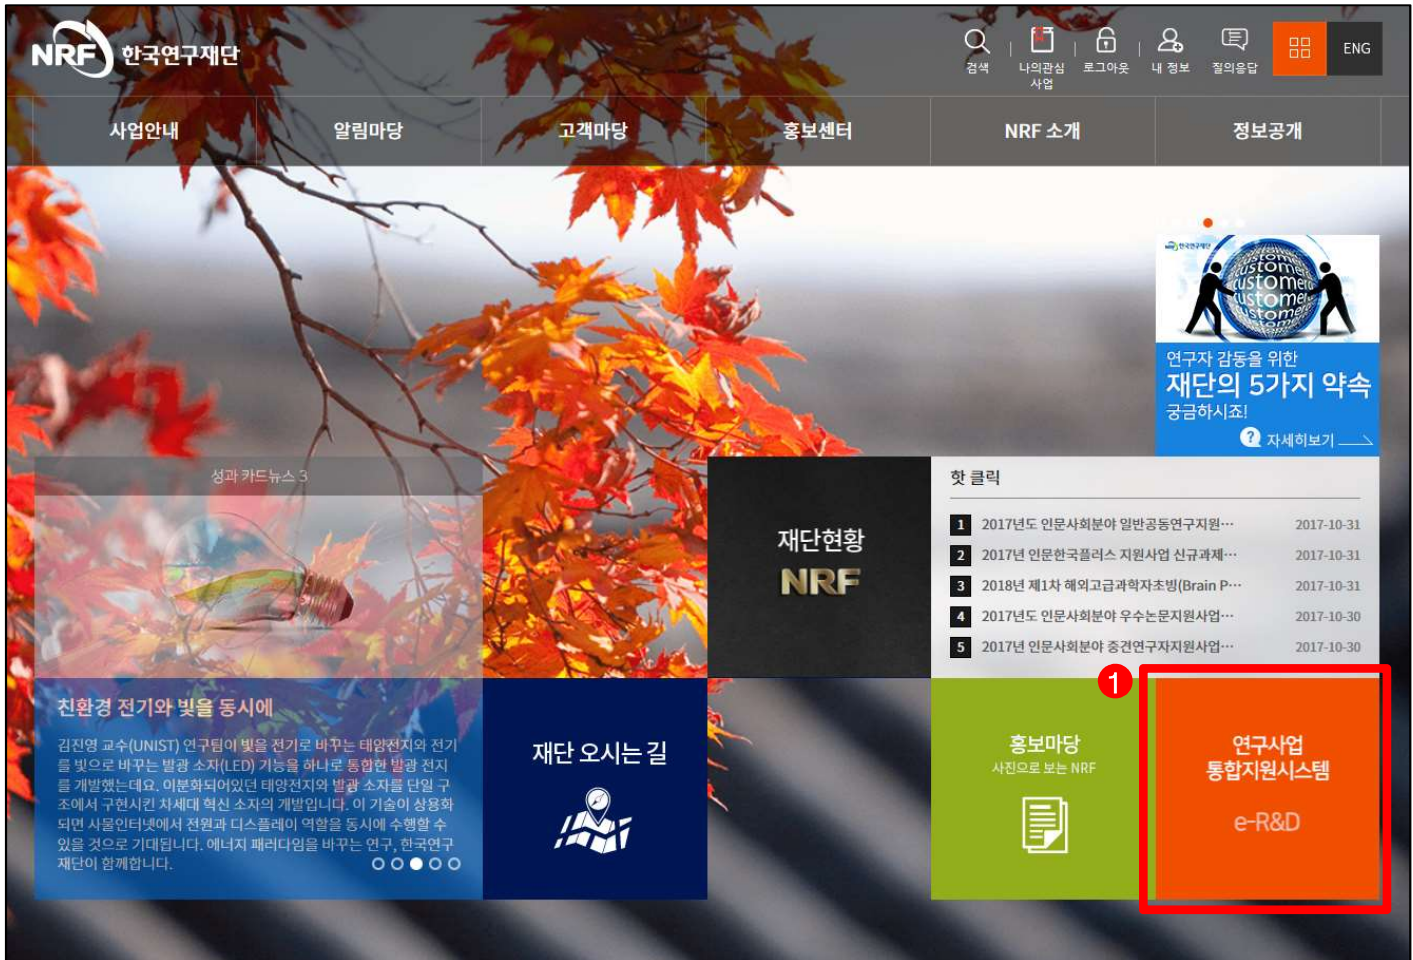 NRF 한국연구재단
검색
나의관심
사업
로그아웃
내 정보
질의응답
ENG
사업안내
알림마당
고객마당
홍보센터
NRF 소개
정보공개
NRF 한국연구재단
customer
customer
customer
customer
연구자 감동을 위한
재단의 5가지 약속
궁금하시죠!
? 자세히보기
성과 카드뉴스 3
재단현황
NRF
핫 클릭
1 2017년도 인문사회분야 일반공동연구지원… 2017-10-31
2 2017년 인문한국플러스 지원사업 신규과제… 2017-10-31
3 2018년 제1차 해외고급과학자초빙(Brain P… 2017-10-31
4 2017년도 인문사회분야 우수논문지원사업… 2017-10-30
5 2017년 인문사회분야 중견연구자지원사업… 2017-10-30
친환경 전기와 빛을 동시에
김진영 교수(UNIST) 연구팀이 빛을 전기로 바꾸는 태양전지와 전기
를 빛으로 바꾸는 발광 소자(LED) 기능을 하나로 통합한 발광 전지
를 개발했는데요. 이분화되어있던 태양전지와 발광 소자를 단일 구
조에서 구현시킨 차세대 혁신 소자의 개발입니다. 이 기술이 상용화
되면 사물인터넷에서 전원과 디스플레이 역할을 동시에 수행할 수
있을 것으로 기대됩니다. 에너지 패러다임을 바꾸는 연구, 한국연구
재단이 함께합니다.
재단 오시는 길
홍보마당
사진으로 보는 NRF
1
연구사업
통합지원시스템
e-R&D